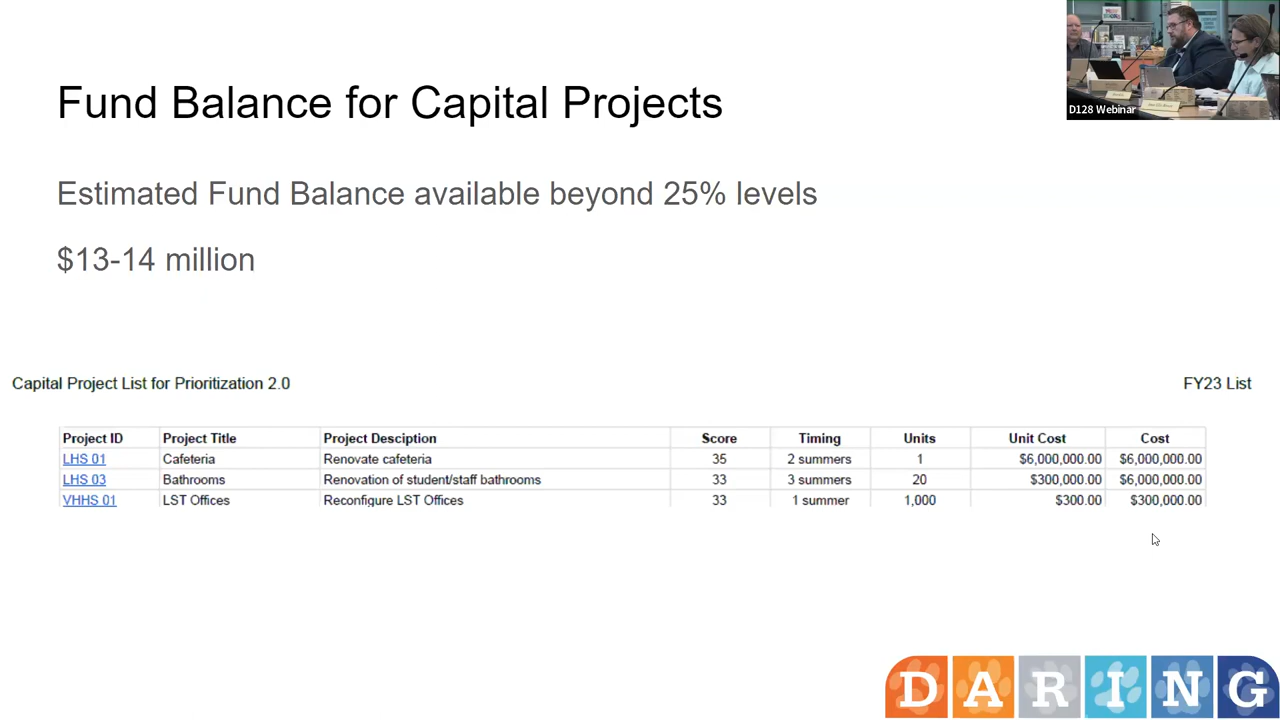 D128 Webinar
Fund Balance for Capital Projects
Estimated Fund Balance available beyond 25% levels
$13-14 million
Capital Project List for Prioritization 2.0 FY23 List
Project ID Project Title Project Desciption Score Timing Units Unit Cost Cost
LHS 01 Cafeteria Renovate cafeteria 35 2 summers 1 $6,000,000.00 $6,000,000.00
LHS 03 Bathrooms Renovation of student/staff bathrooms 33 3 summers 20 $300,000.00 $6,000,000.00
VHHS 01 LST Offices Reconfigure LST Offices 33 1 summer 1,000 $300.00 $300,000.00
DARING